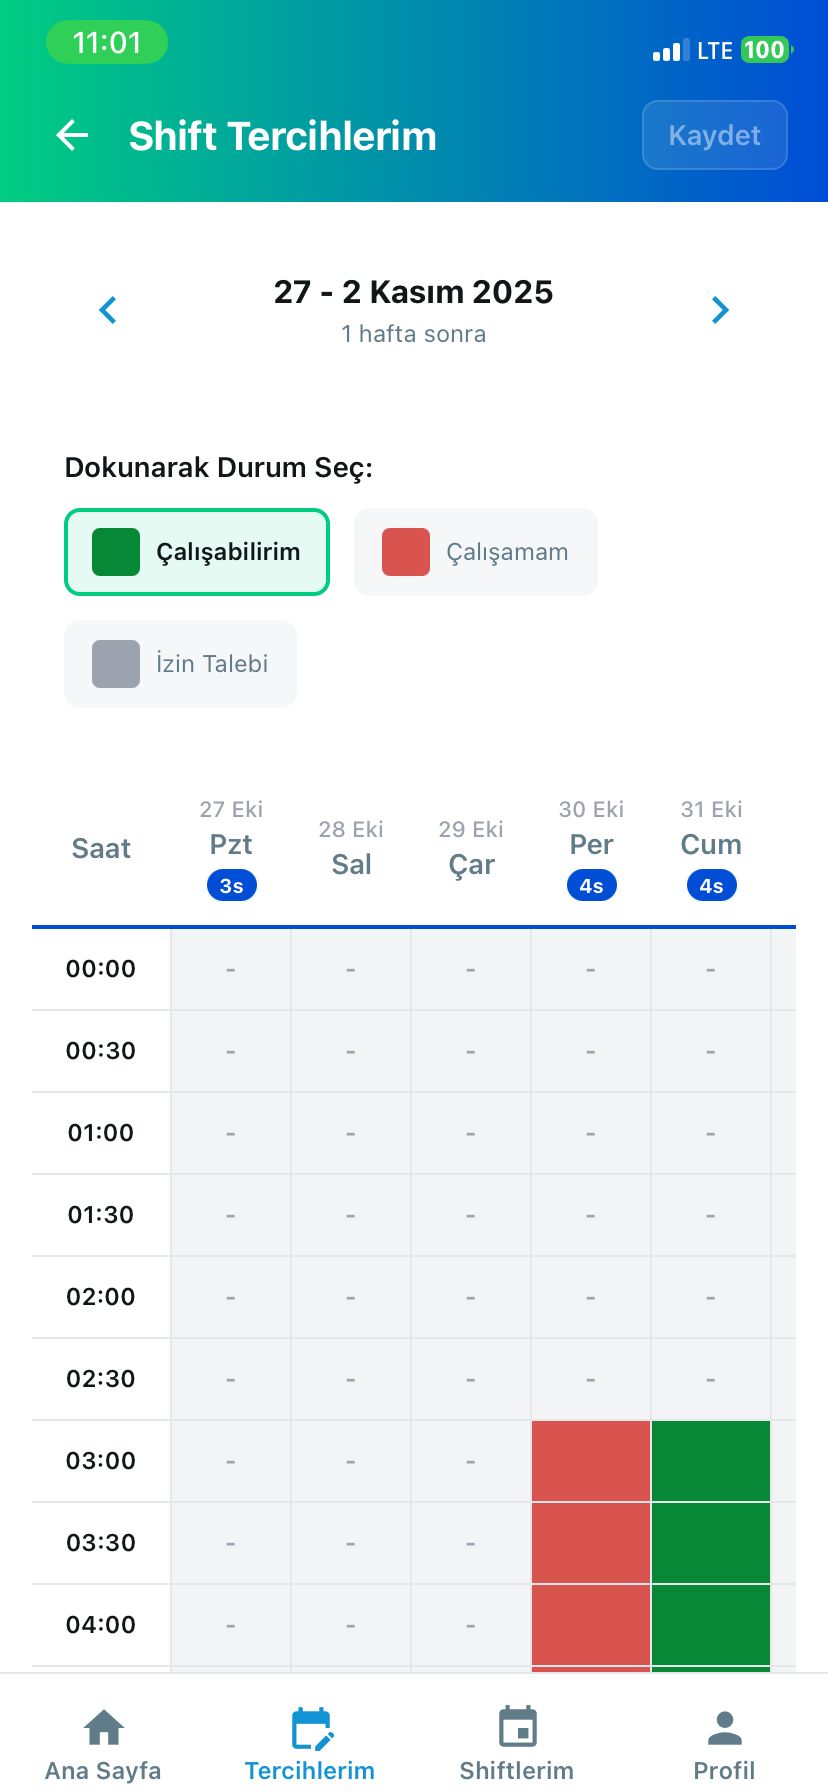 11:01
LTE 100
Shift Tercihlerim
Kaydet
27 - 2 Kasım 2025
1 hafta sonra
Dokunarak Durum Seç:
Çalışabilirim
Çalışamam
İzin Talebi
Saat
27 Eki
Pzt
3s
28 Eki
Sal
29 Eki
Çar
30 Eki
Per
4s
31 Eki
Cum
4s
00:00 - - - - -
00:30 - - - - -
01:00 - - - - -
01:30 - - - - -
02:00 - - - - -
02:30 - - - - -
03:00 - - -
03:30 - - -
04:00 - - -
Ana Sayfa
Tercihlerim
Shiftlerim
Profil